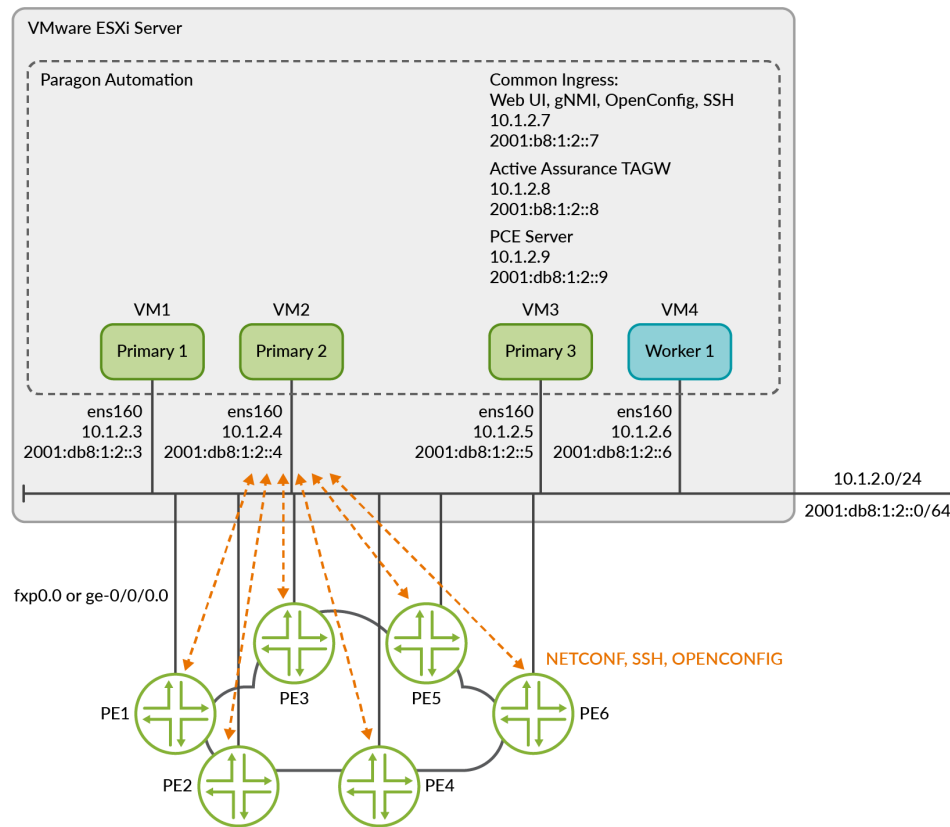 VMware ESXi Server
Paragon Automation
Common Ingress:
Web UI, gNMI, OpenConfig, SSH
10.1.2.7
2001:b8:1:2::7
Active Assurance TAGW
10.1.2.8
2001:b8:1:2::8
PCE Server
10.1.2.9
2001:db8:1:2::9
VM1
VM2
VM3
VM4
Primary 1
Primary 2
Primary 3
Worker 1
ens160
10.1.2.3
2001:db8:1:2::3
ens160
10.1.2.4
2001:db8:1:2::4
ens160
10.1.2.5
2001:db8:1:2::5
ens160
10.1.2.6
2001:db8:1:2::6
10.1.2.0/24
2001:db8:1:2::0/64
fxp0.0 or ge-0/0/0.0
NETCONF, SSH, OPENCONFIG
PE3
PE5
PE1
PE6
PE2
PE4